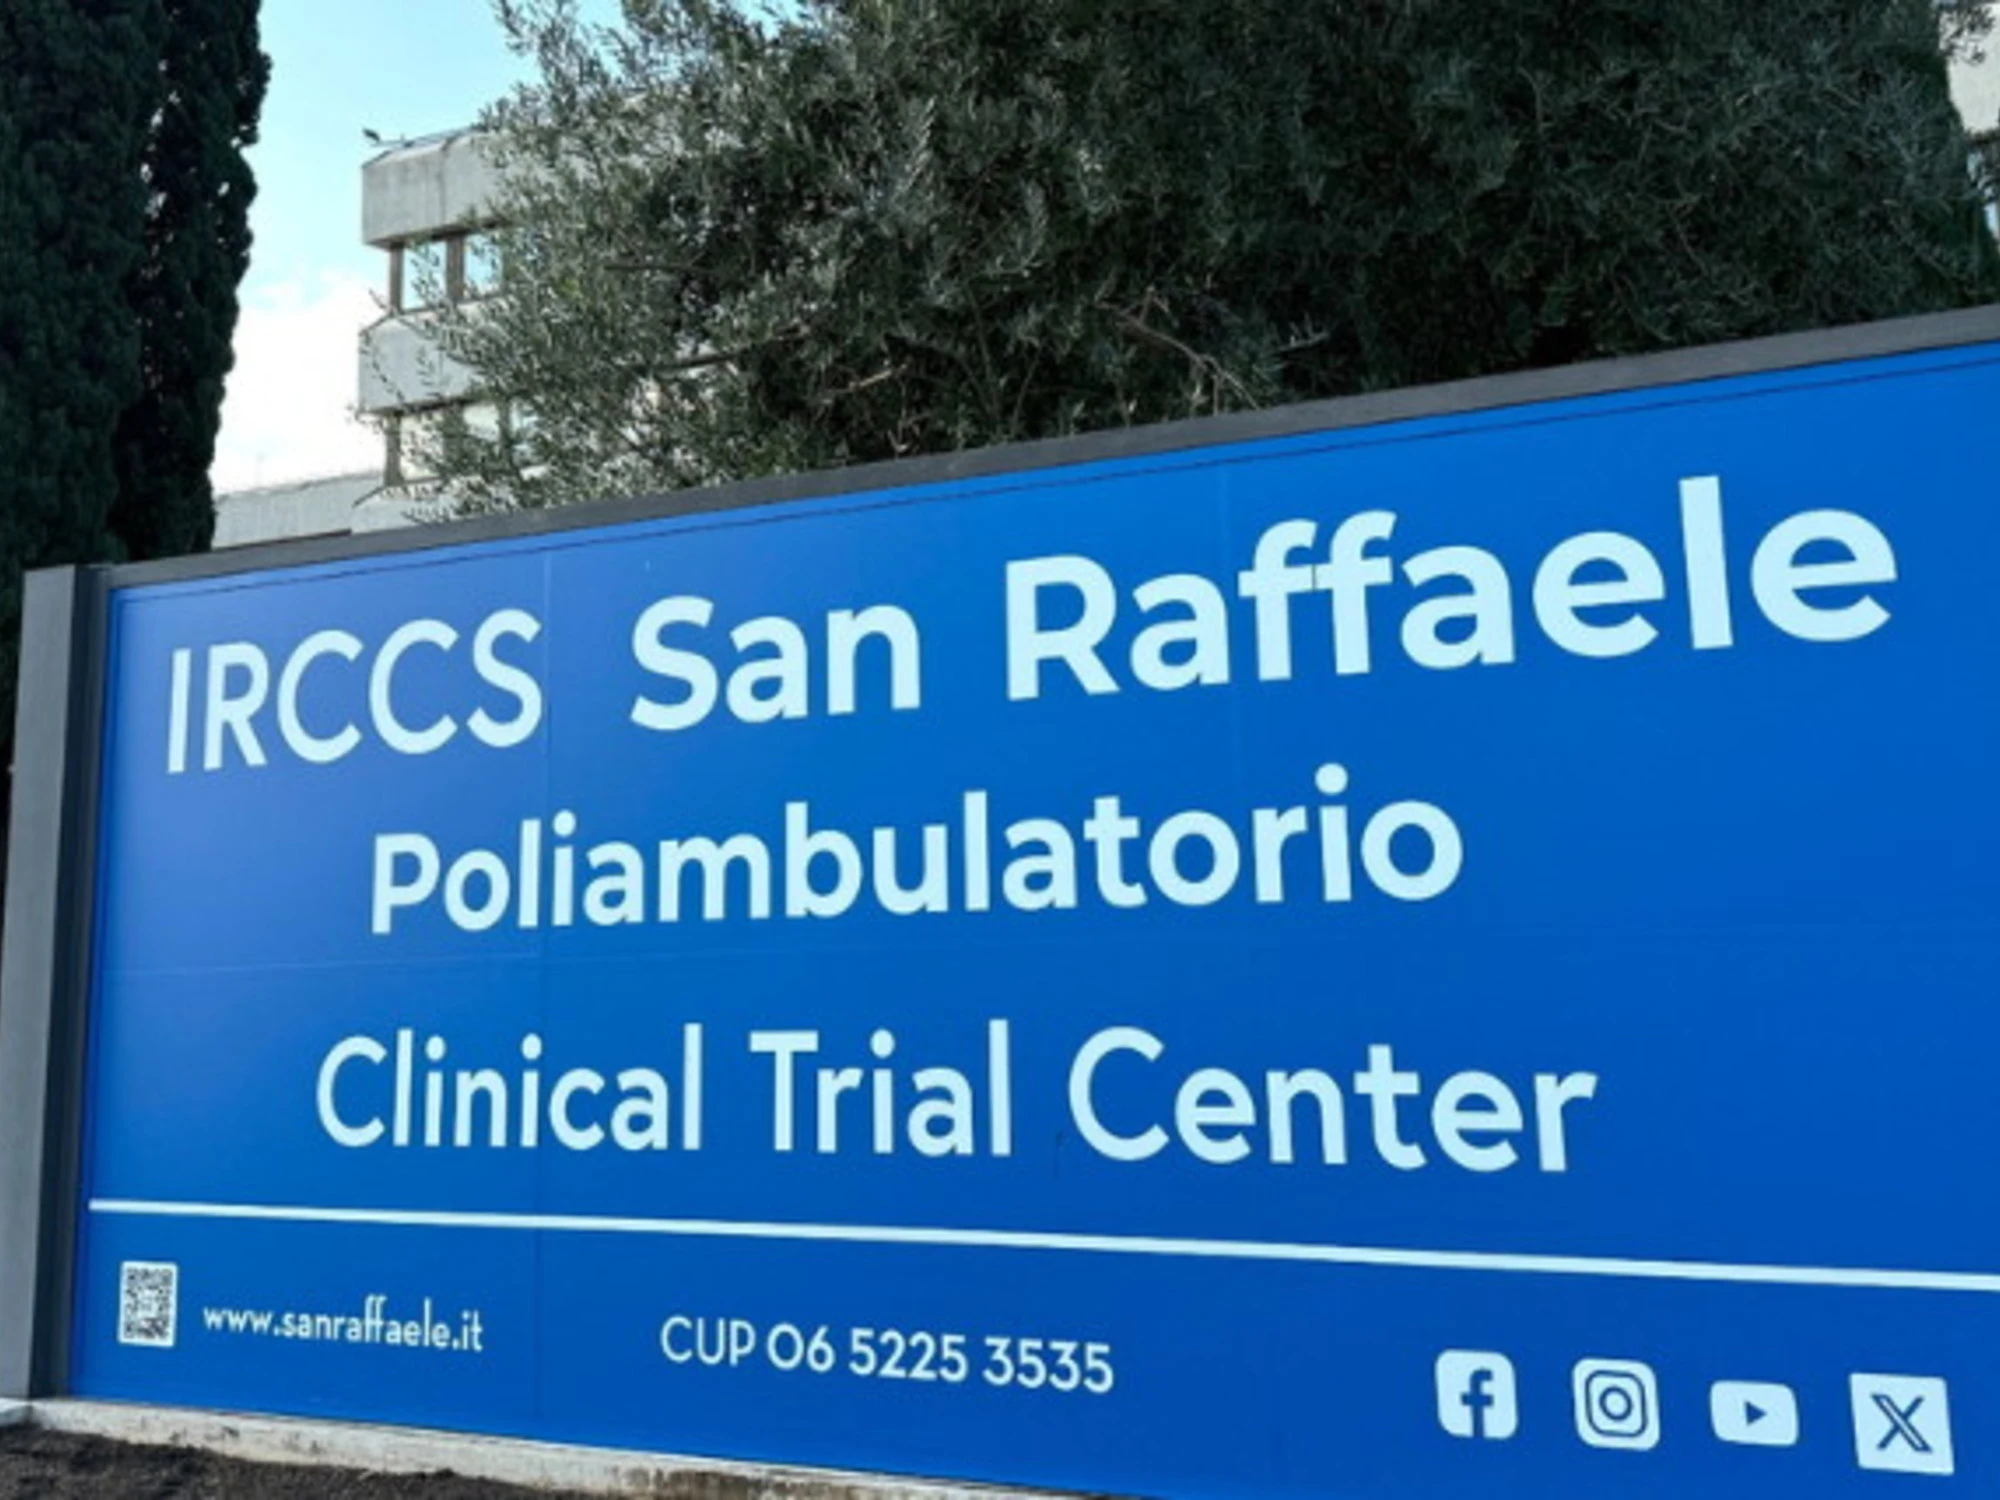 IRCCS San Raffaele
Poliambulatorio
Clinical Trial Center
www.sanraffaele.it
CUP 06 5225 3535